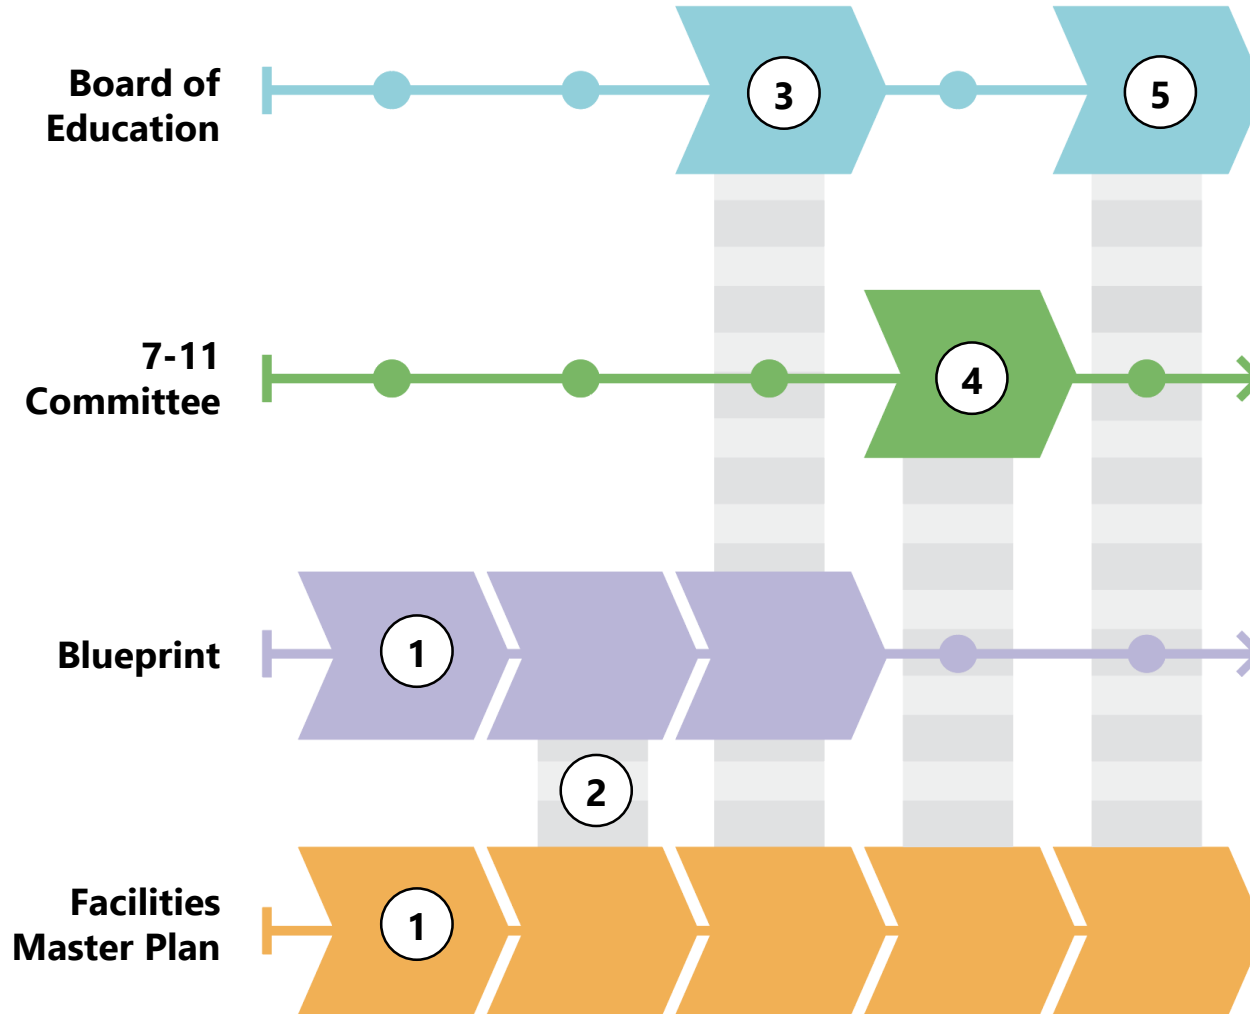 Board of
Education
3
5
7-11
Committee
4
Blueprint
1
2
Facilities
Master Plan
1